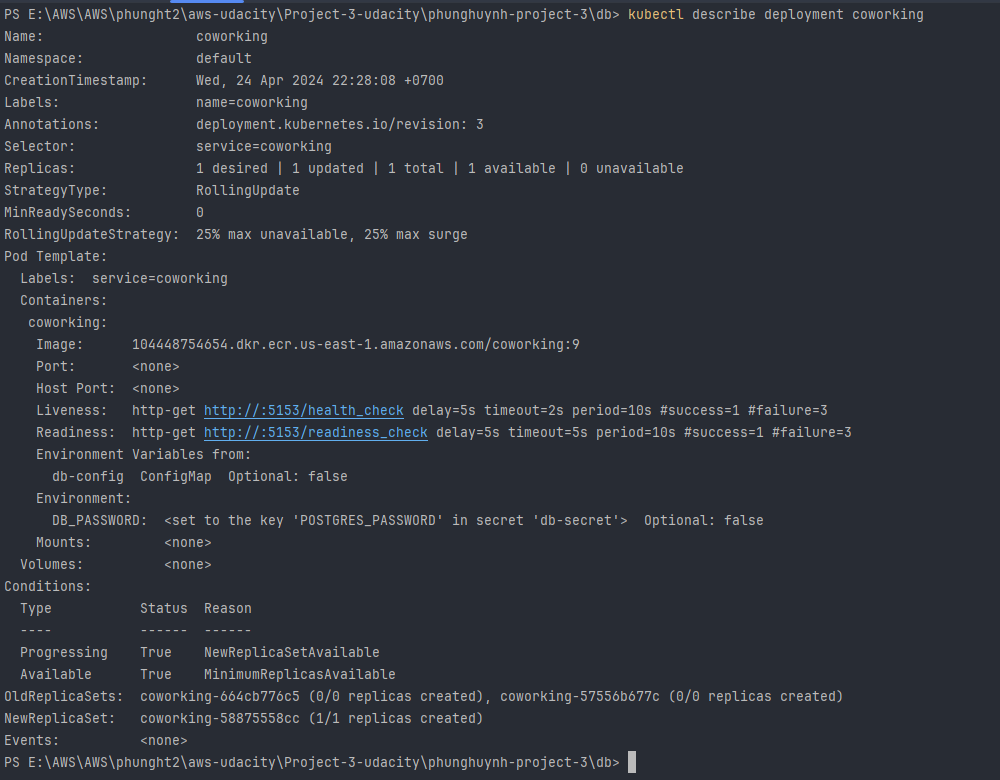 PS E:\AWS\AWS\phunght2\aws-udacity\Project-3-udacity\phunghuynh-project-3\db> kubectl describe deployment coworking
Name:                   coworking
Namespace:              default
CreationTimestamp:      Wed, 24 Apr 2024 22:28:08 +0700
Labels:                 name=coworking
Annotations:            deployment.kubernetes.io/revision: 3
Selector:               service=coworking
Replicas:               1 desired | 1 updated | 1 total | 1 available | 0 unavailable
StrategyType:           RollingUpdate
MinReadySeconds:        0
RollingUpdateStrategy:  25% max unavailable, 25% max surge
Pod Template:
  Labels:  service=coworking
  Containers:
   coworking:
    Image:      104448754654.dkr.ecr.us-east-1.amazonaws.com/coworking:9
    Port:       <none>
    Host Port:  <none>
    Liveness:   http-get http://:5153/health_check delay=5s timeout=2s period=10s #success=1 #failure=3
    Readiness:  http-get http://:5153/readiness_check delay=5s timeout=5s period=10s #success=1 #failure=3
    Environment Variables from:
      db-config  ConfigMap  Optional: false
    Environment:
      DB_PASSWORD:  <set to the key 'POSTGRES_PASSWORD' in secret 'db-secret'>  Optional: false
    Mounts:         <none>
  Volumes:          <none>
Conditions:
  Type           Status  Reason
  ----           ------  ------
  Progressing    True    NewReplicaSetAvailable
  Available      True    MinimumReplicasAvailable
OldReplicaSets:  coworking-664cb776c5 (0/0 replicas created), coworking-57556b677c (0/0 replicas created)
NewReplicaSet:   coworking-58875558cc (1/1 replicas created)
Events:          <none>
PS E:\AWS\AWS\phunght2\aws-udacity\Project-3-udacity\phunghuynh-project-3\db>